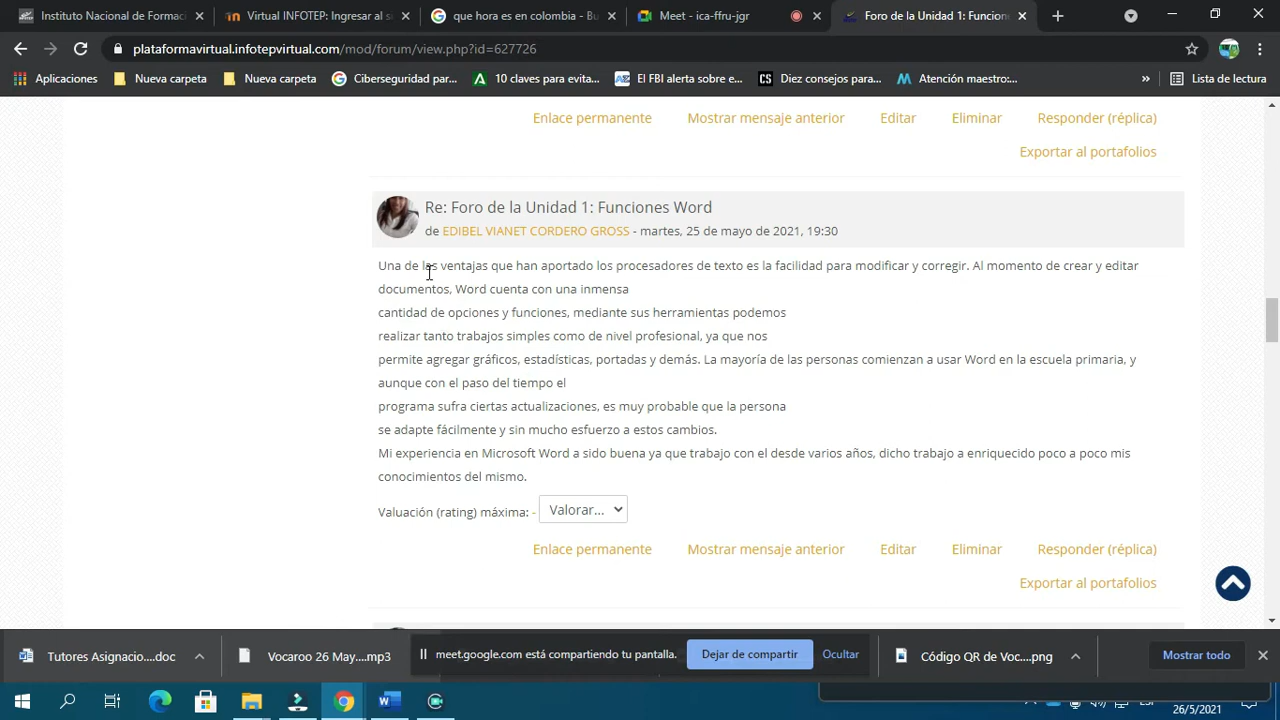 Instituto Nacional de Formaci
Virtual INFOTEP: Ingresar al si
que hora es en colombia - Bu
Meet - ica-ffru-jgr
Foro de la Unidad 1: Funciones
plataformavirtual.infotepvirtual.com/mod/forum/view.php?id=627726
Aplicaciones
Nueva carpeta
Nueva carpeta
Ciberseguridad par...
10 claves para evita...
El FBI alerta sobre e...
Diez consejos para...
Atención maestro:...
»
Lista de lectura
Enlace permanente
Mostrar mensaje anterior
Editar
Eliminar
Responder (réplica)
Exportar al portafolios
Re: Foro de la Unidad 1: Funciones Word
de EDIBEL VIANET CORDERO GROSS - martes, 25 de mayo de 2021, 19:30
Una de las ventajas que han aportado los procesadores de texto es la facilidad para modificar y corregir. Al momento de crear y editar
documentos, Word cuenta con una inmensa
cantidad de opciones y funciones, mediante sus herramientas podemos
realizar tanto trabajos simples como de nivel profesional, ya que nos
permite agregar gráficos, estadísticas, portadas y demás. La mayoría de las personas comienzan a usar Word en la escuela primaria, y
aunque con el paso del tiempo el
programa sufra ciertas actualizaciones, es muy probable que la persona
se adapte fácilmente y sin mucho esfuerzo a estos cambios.
Mi experiencia en Microsoft Word a sido buena ya que trabajo con el desde varios años, dicho trabajo a enriquecido poco a poco mis
conocimientos del mismo.
Valuación (rating) máxima: - Valorar...
Enlace permanente
Mostrar mensaje anterior
Editar
Eliminar
Responder (réplica)
Exportar al portafolios
Tutores Asignacio....doc
Vocaroo 26 May....mp3
meet.google.com está compartiendo tu pantalla.
Dejar de compartir
Ocultar
Código QR de Voc....png
Mostrar todo
26/5/2021